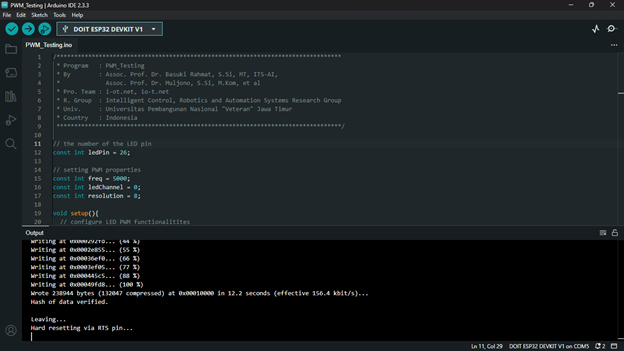 PWM_Testing | Arduino IDE 2.3.3
File Edit Sketch Tools Help
DOIT ESP32 DEVKIT V1
PWM_Testing.ino
1 /************************************************************************************
2 * Program : PWM_Testing
3 * By : Assoc. Prof. Dr. Basuki Rahmat, S.Si, MT, ITS-AI,
4 * Assoc. Prof. Dr. Muljono, S.Si, M.Kom, et al
5 * Pro. Team : i-ot.net, io-t.net
6 * R. Group : Intelligent Control, Robotics and Automation Systems Research Group
7 * Univ. : Universitas Pembangunan Nasional "Veteran" Jawa Timur
8 * Country : Indonesia
9 ************************************************************************************/
10
11 // the number of the LED pin
12 const int ledPin = 26;
13
14 // setting PWM properties
15 const int freq = 5000;
16 const int ledChannel = 0;
17 const int resolution = 8;
18
19 void setup(){
20 // configure LED PWM functionalitites
Output
Writing at 0x000292fd... (44 %)
Writing at 0x0002e855... (55 %)
Writing at 0x00036ef0... (66 %)
Writing at 0x0003ef05... (77 %)
Writing at 0x000445c5... (88 %)
Writing at 0x00049fd8... (100 %)
Wrote 238944 bytes (132047 compressed) at 0x00010000 in 12.2 seconds (effective 156.4 kbit/s)...
Hash of data verified.
Leaving...
Hard resetting via RTS pin...
Ln 11, Col 29 DOIT ESP32 DEVKIT V1 on COM5 2